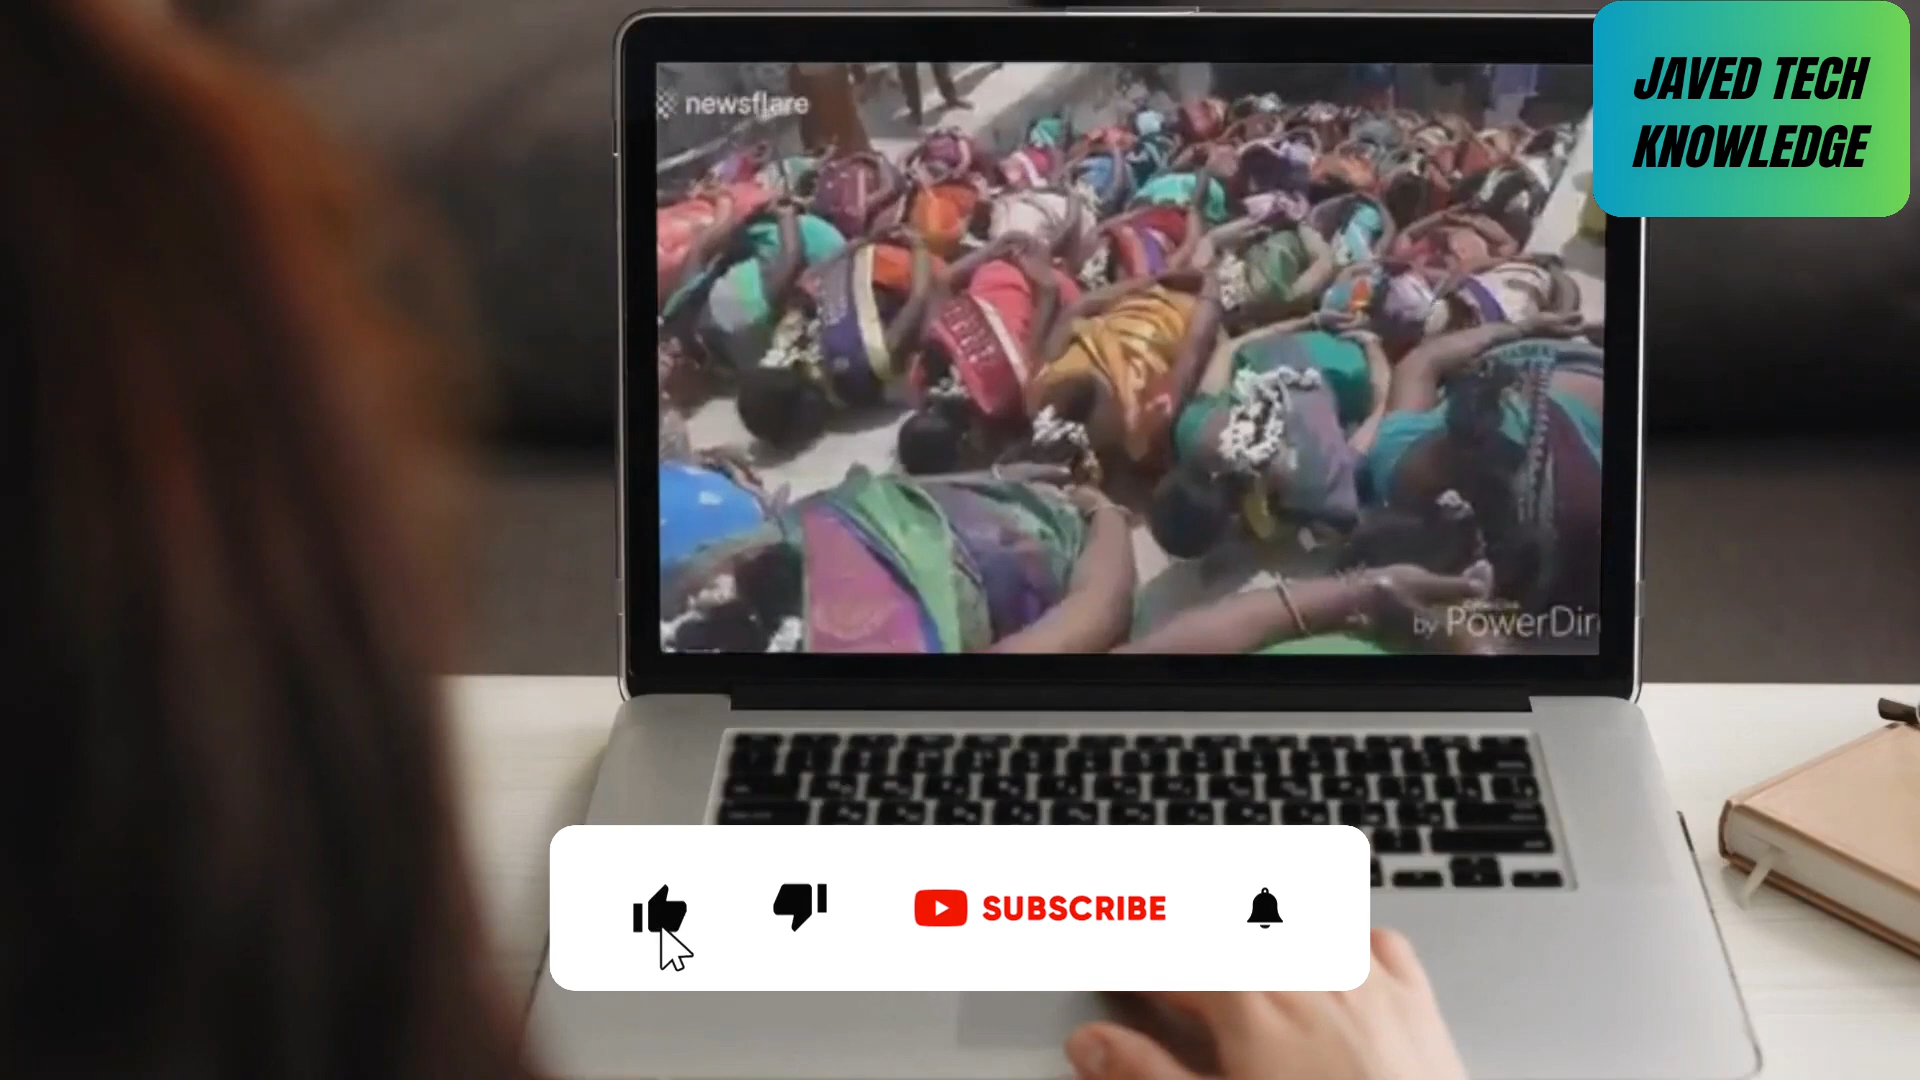 newsflare
JAVED TECH
KNOWLEDGE
by PowerDir
SUBSCRIBE